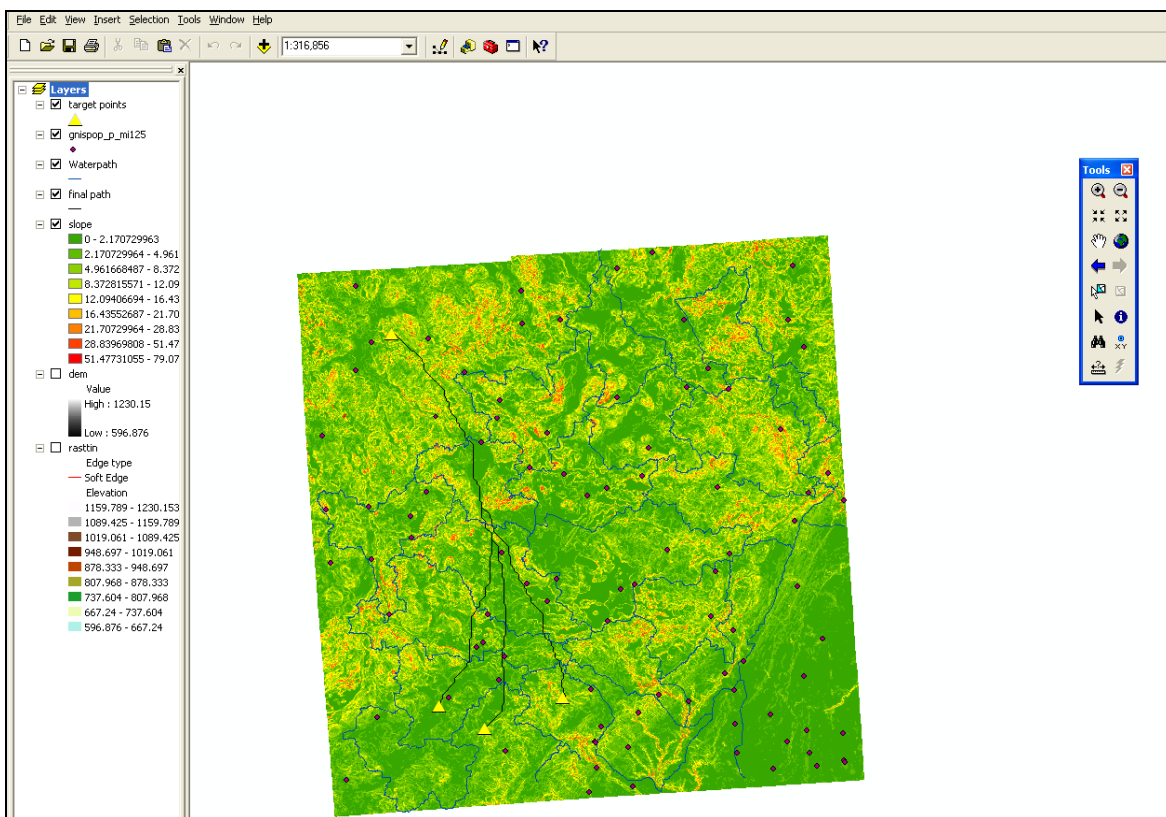 File Edit View Insert Selection Tools Window Help
1:316,856
Layers
target points
gnispop_p_mi125
Waterpath
final path
slope
0 - 2.170729963
2.170729964 - 4.961
4.961668487 - 8.372
8.372815571 - 12.09
12.09406694 - 16.43
16.43552687 - 21.70
21.70729964 - 28.83
28.83969808 - 51.47
51.47731055 - 79.07
dem
Value
High : 1230.15
Low : 596.876
rasttin
Edge type
Soft Edge
Elevation
1159.789 - 1230.153
1089.425 - 1159.789
1019.061 - 1089.425
948.697 - 1019.061
878.333 - 948.697
807.968 - 878.333
737.604 - 807.968
667.24 - 737.604
596.876 - 667.24
Tools
XY